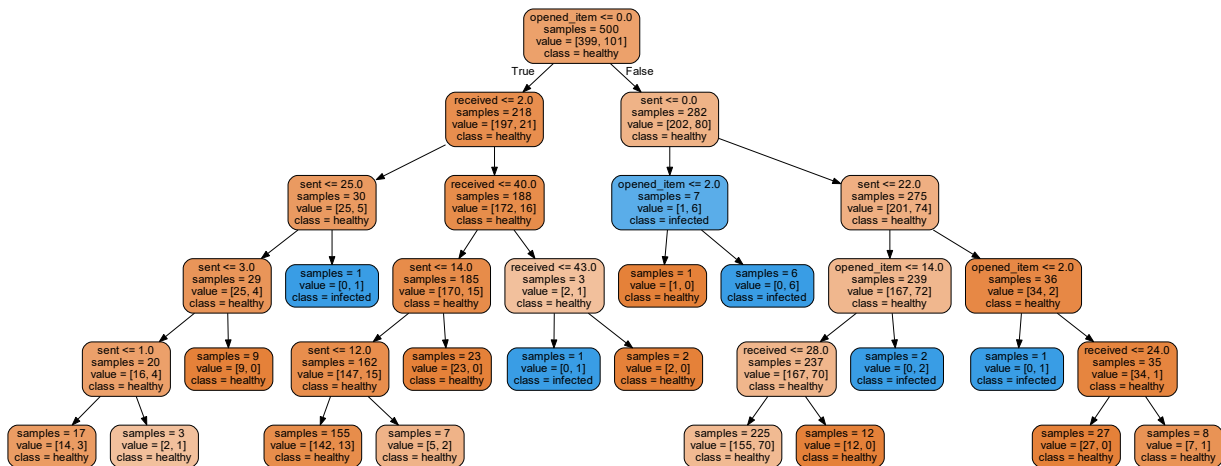 opened_item <= 0.0
samples = 500
value = [399, 101]
class = healthy
True
False
received <= 2.0
samples = 218
value = [197, 21]
class = healthy
sent <= 0.0
samples = 282
value = [202, 80]
class = healthy
sent <= 25.0
samples = 30
value = [25, 5]
class = healthy
received <= 40.0
samples = 188
value = [172, 16]
class = healthy
opened_item <= 2.0
samples = 7
value = [1, 6]
class = infected
sent <= 22.0
samples = 275
value = [201, 74]
class = healthy
sent <= 3.0
samples = 29
value = [25, 4]
class = healthy
samples = 1
value = [0, 1]
class = infected
sent <= 14.0
samples = 185
value = [170, 15]
class = healthy
received <= 43.0
samples = 3
value = [2, 1]
class = healthy
samples = 1
value = [1, 0]
class = healthy
samples = 6
value = [0, 6]
class = infected
opened_item <= 14.0
samples = 239
value = [167, 72]
class = healthy
opened_item <= 2.0
samples = 36
value = [34, 2]
class = healthy
sent <= 1.0
samples = 20
value = [16, 4]
class = healthy
samples = 9
value = [9, 0]
class = healthy
sent <= 12.0
samples = 162
value = [147, 15]
class = healthy
samples = 23
value = [23, 0]
class = healthy
samples = 1
value = [0, 1]
class = infected
samples = 2
value = [2, 0]
class = healthy
received <= 28.0
samples = 237
value = [167, 70]
class = healthy
samples = 2
value = [0, 2]
class = infected
samples = 1
value = [0, 1]
class = infected
received <= 24.0
samples = 35
value = [34, 1]
class = healthy
samples = 17
value = [14, 3]
class = healthy
samples = 3
value = [2, 1]
class = healthy
samples = 155
value = [142, 13]
class = healthy
samples = 7
value = [5, 2]
class = healthy
samples = 225
value = [155, 70]
class = healthy
samples = 12
value = [12, 0]
class = healthy
samples = 27
value = [27, 0]
class = healthy
samples = 8
value = [7, 1]
class = healthy